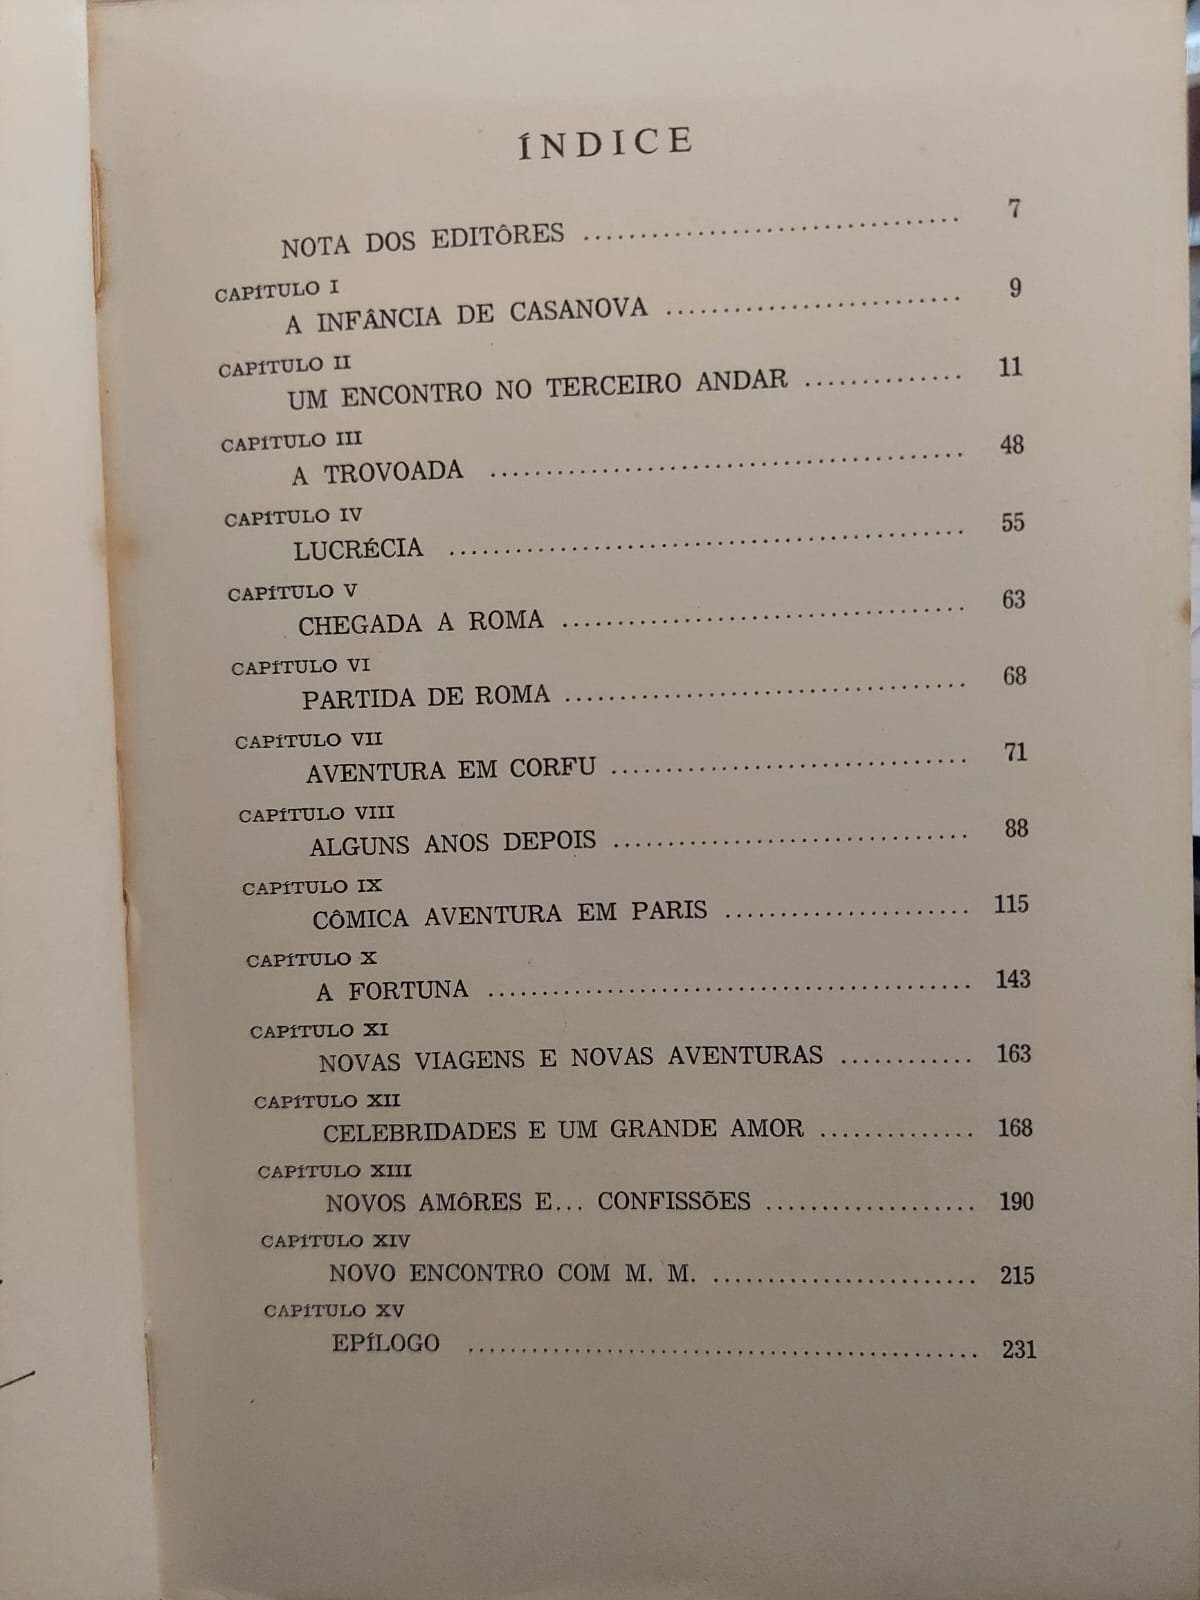 ÍNDICE
NOTA DOS EDITÔRES ........................ 7
CAPÍTULO I
A INFÂNCIA DE CASANOVA ........................ 9
CAPÍTULO II
UM ENCONTRO NO TERCEIRO ANDAR .............. 11
CAPÍTULO III
A TROVOADA ........................ 48
CAPÍTULO IV
LUCRÉCIA ........................ 55
CAPÍTULO V
CHEGADA A ROMA ........................ 63
CAPÍTULO VI
PARTIDA DE ROMA ........................ 68
CAPÍTULO VII
AVENTURA EM CORFU ........................ 71
CAPÍTULO VIII
ALGUNS ANOS DEPOIS ........................ 88
CAPÍTULO IX
CÔMICA AVENTURA EM PARIS ...................... 115
CAPÍTULO X
A FORTUNA ........................ 143
CAPÍTULO XI
NOVAS VIAGENS E NOVAS AVENTURAS ............ 163
CAPÍTULO XII
CELEBRIDADES E UM GRANDE AMOR .............. 168
CAPÍTULO XIII
NOVOS AMÔRES E... CONFISSÕES ................... 190
CAPÍTULO XIV
NOVO ENCONTRO COM M. M. ........................ 215
CAPÍTULO XV
EPÍLOGO ........................ 231